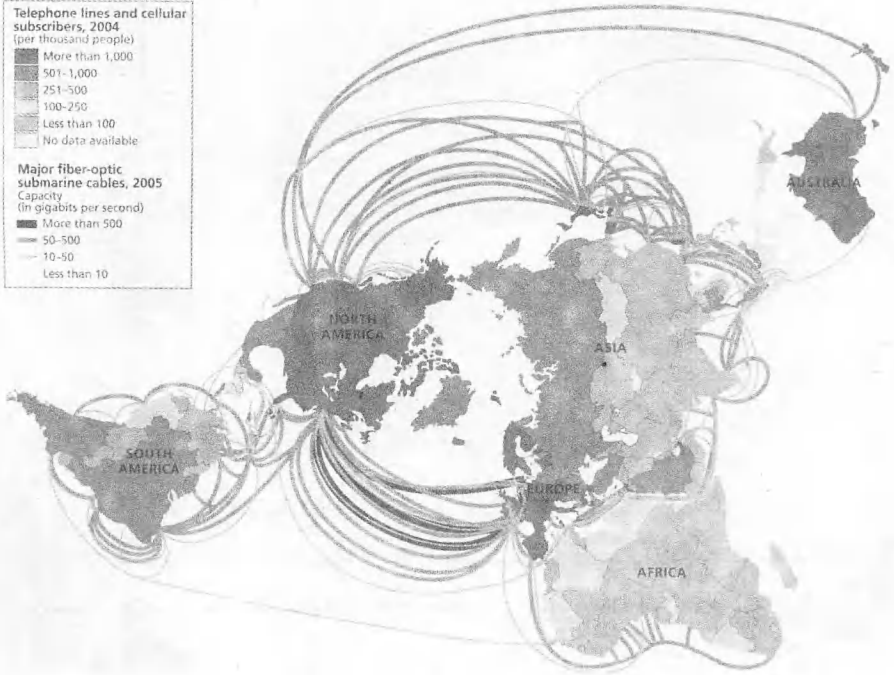 Telephone lines and cellular
subscribers, 2004
(per thousand people)
More than 1,000
501–1,000
251–500
100–250
Less than 100
No data available
Major fiber-optic
submarine cables, 2005
Capacity
(in gigabits per second)
More than 500
50–500
10–50
Less than 10
AUSTRALIA
NORTH
AMERICA
ASIA
SOUTH
AMERICA
EUROPE
AFRICA